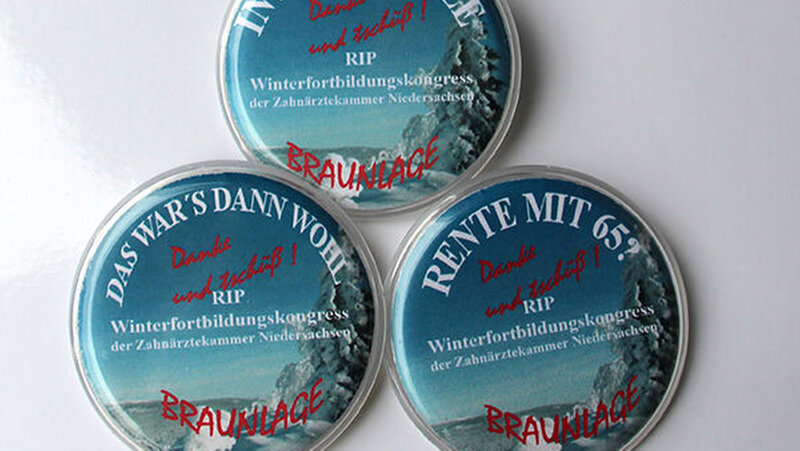 Danke
und tschüß !
RIP
Winterfortbildungskongress
der Zahnärztekammer Niedersachsen
BRAUNLAGE
DAS WAR´S DANN WOHL
Danke
und tschüß !
RIP
Winterfortbildungskongress
der Zahnärztekammer Niedersachsen
BRAUNLAGE
RENTE MIT 65?
Danke
und tschüß !
RIP
Winterfortbildungskongress
der Zahnärztekammer Niedersachsen
BRAUNLAGE